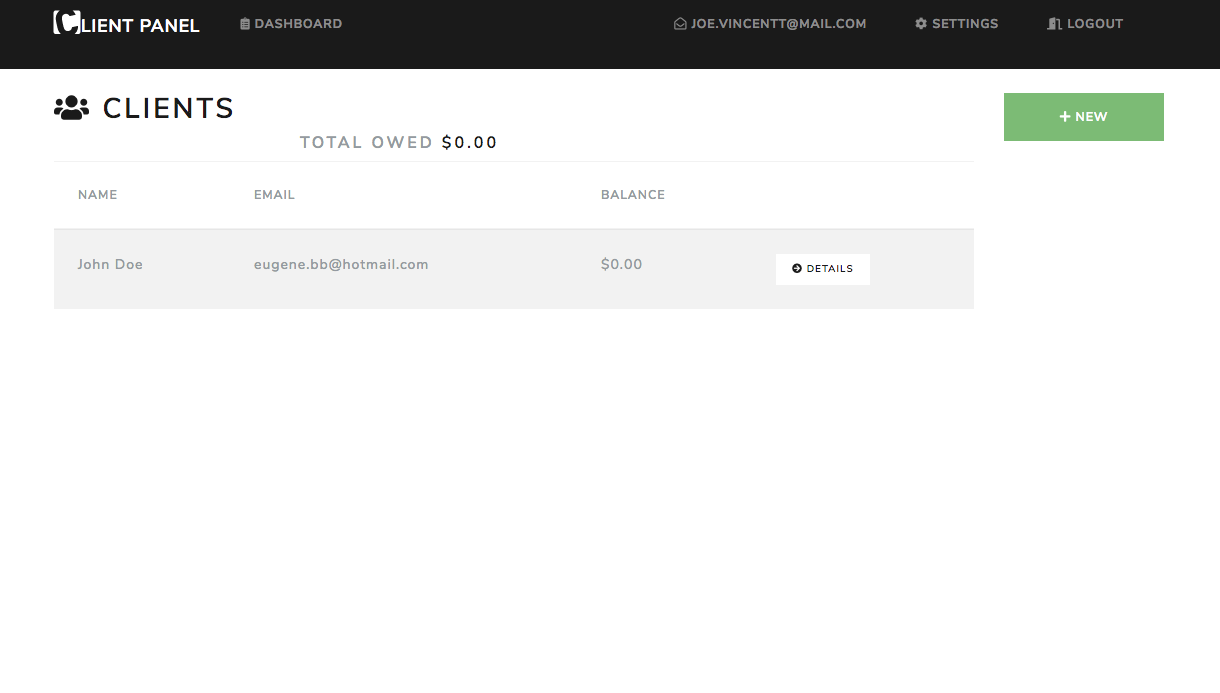 CLIENT PANEL DASHBOARD JOE.VINCENTT@MAIL.COM SETTINGS LOGOUT
CLIENTS
+ NEW
TOTAL OWED $0.00
NAME EMAIL BALANCE
John Doe eugene.bb@hotmail.com $0.00 DETAILS